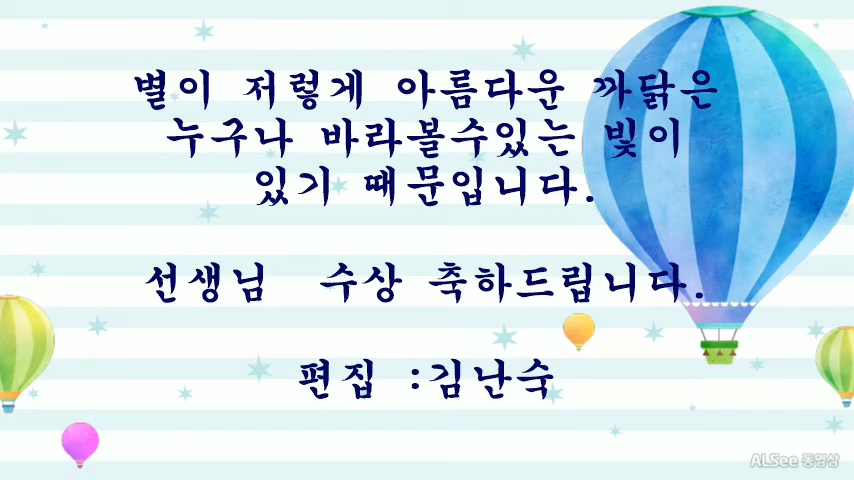 별이 저렇게 아름다운 까닭은
누구나 바라볼수있는 빛이
있기 때문입니다.
선생님 수상 축하드립니다.
편집 :김난숙
ALSee 동영상